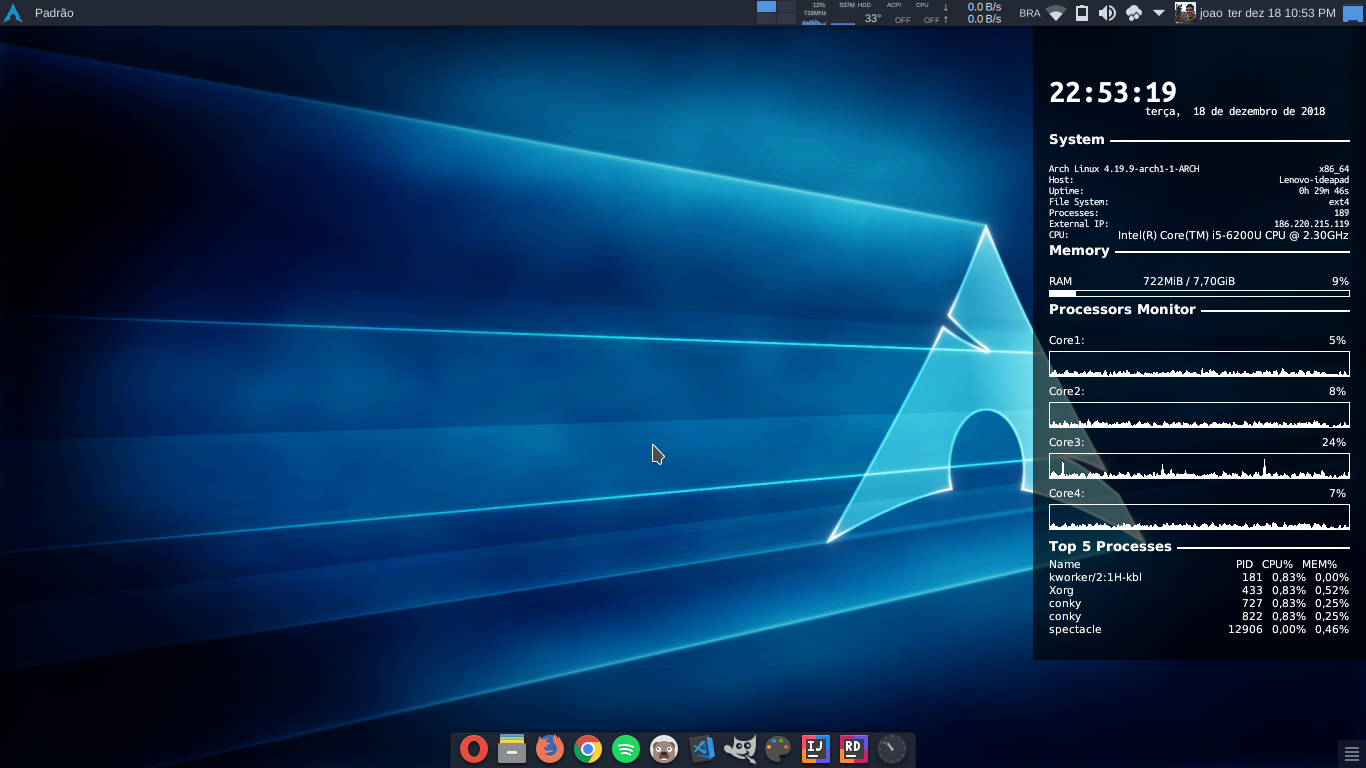 Padrão
12% 537M HDD ACPI CPU ↓ 0.0 B/s
716MHz 33° OFF OFF ↑ 0.0 B/s
BRA joao ter dez 18 10:53 PM
22:53:19
terça, 18 de dezembro de 2018
System
Arch Linux 4.19.9-arch1-1-ARCH x86_64
Host: Lenovo-ideapad
Uptime: 0h 29m 46s
File System: ext4
Processes: 189
External IP: 186.220.215.119
CPU: Intel(R) Core(TM) i5-6200U CPU @ 2.30GHz
Memory
RAM 722MiB / 7,70GiB 9%
Processors Monitor
Core1: 5%
Core2: 8%
Core3: 24%
Core4: 7%
Top 5 Processes
Name PID CPU% MEM%
kworker/2:1H-kbl 181 0,83% 0,00%
Xorg 433 0,83% 0,52%
conky 727 0,83% 0,25%
conky 822 0,83% 0,25%
spectacle 12906 0,00% 0,46%
IJ RD